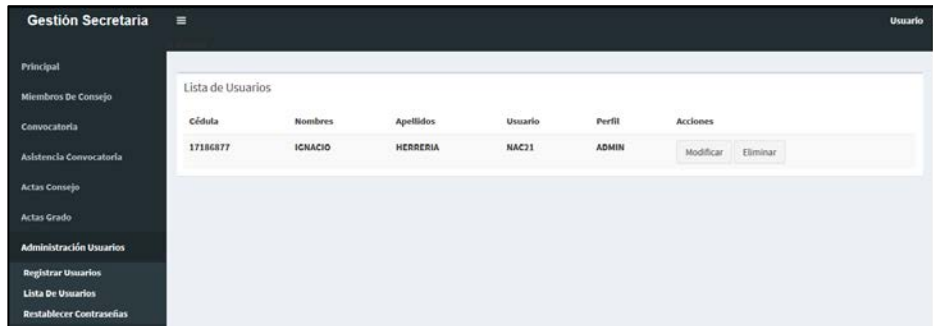 Gestión Secretaria
Usuario
Principal
Miembros De Consejo
Convocatoria
Asistencia Convocatoria
Actas Consejo
Actas Grado
Administración Usuarios
Registrar Usuarios
Lista De Usuarios
Restablecer Contraseñas
Lista de Usuarios
Cédula Nombres Apellidos Usuario Perfil Acciones
17186877 IGNACIO HERRERIA NAC21 ADMIN Modificar Eliminar